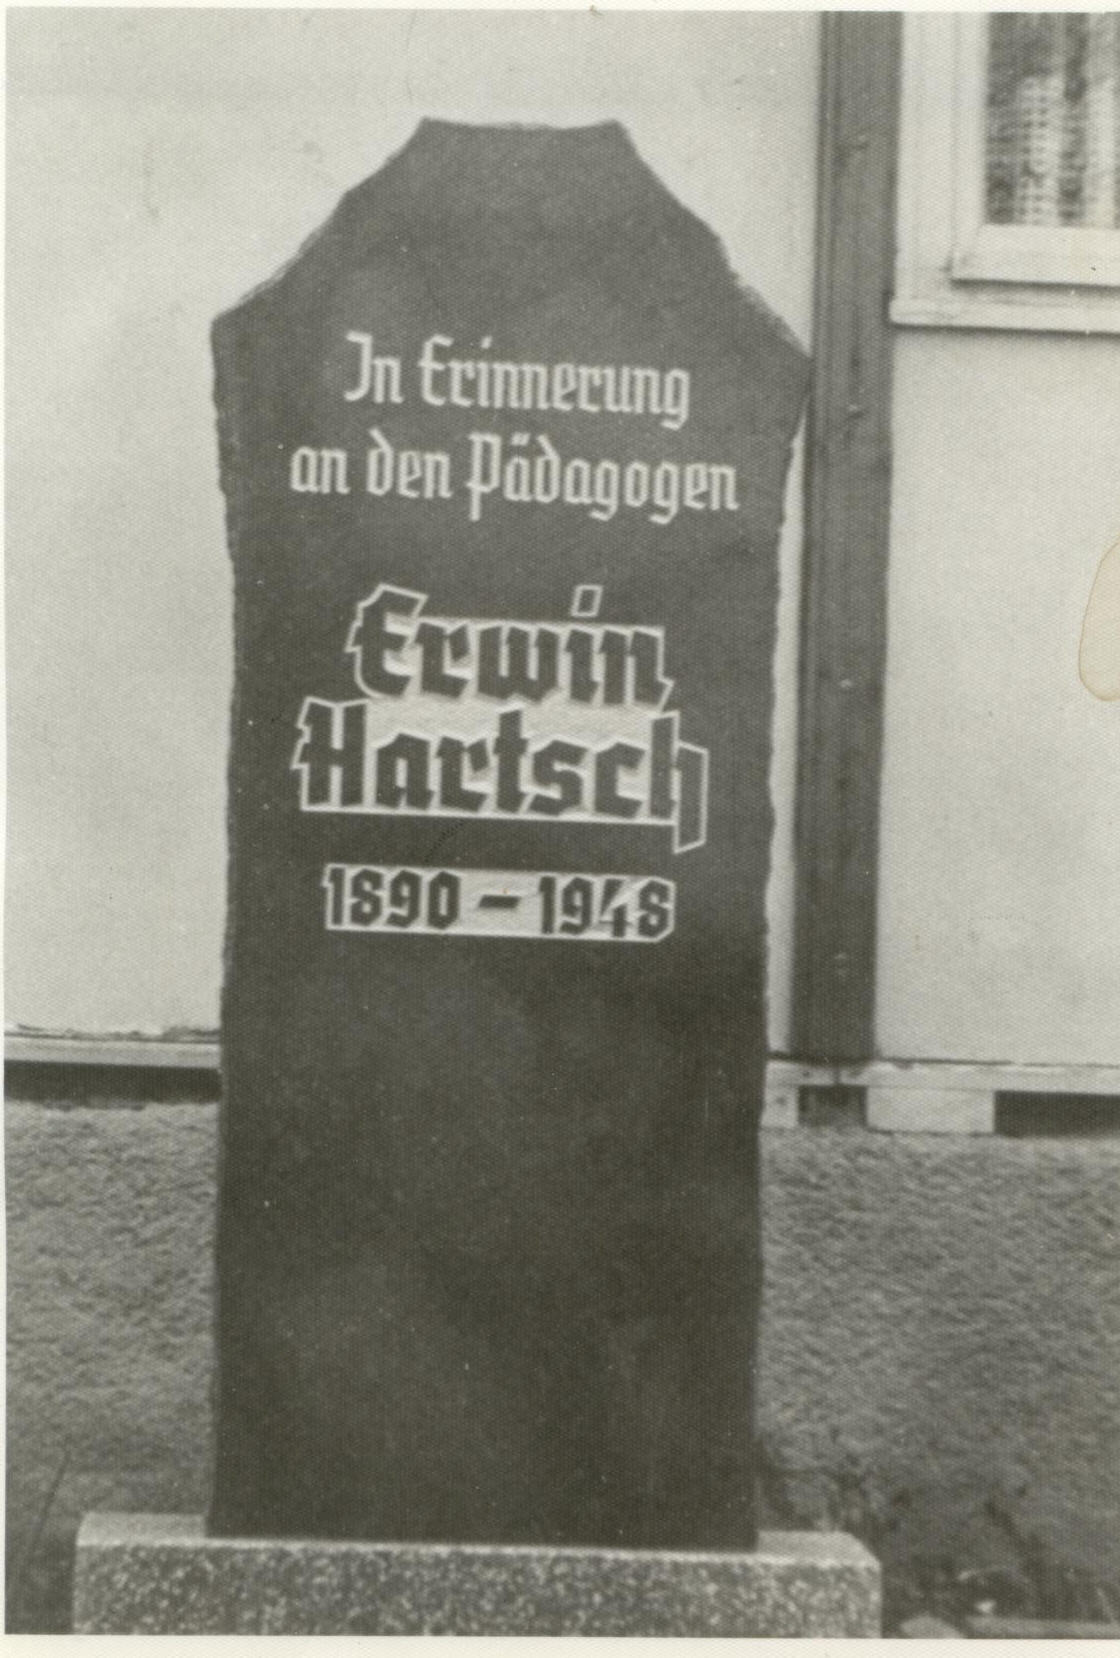 In Erinnerung
an den Pädagogen
Erwin
Hartsch
1890 – 1948